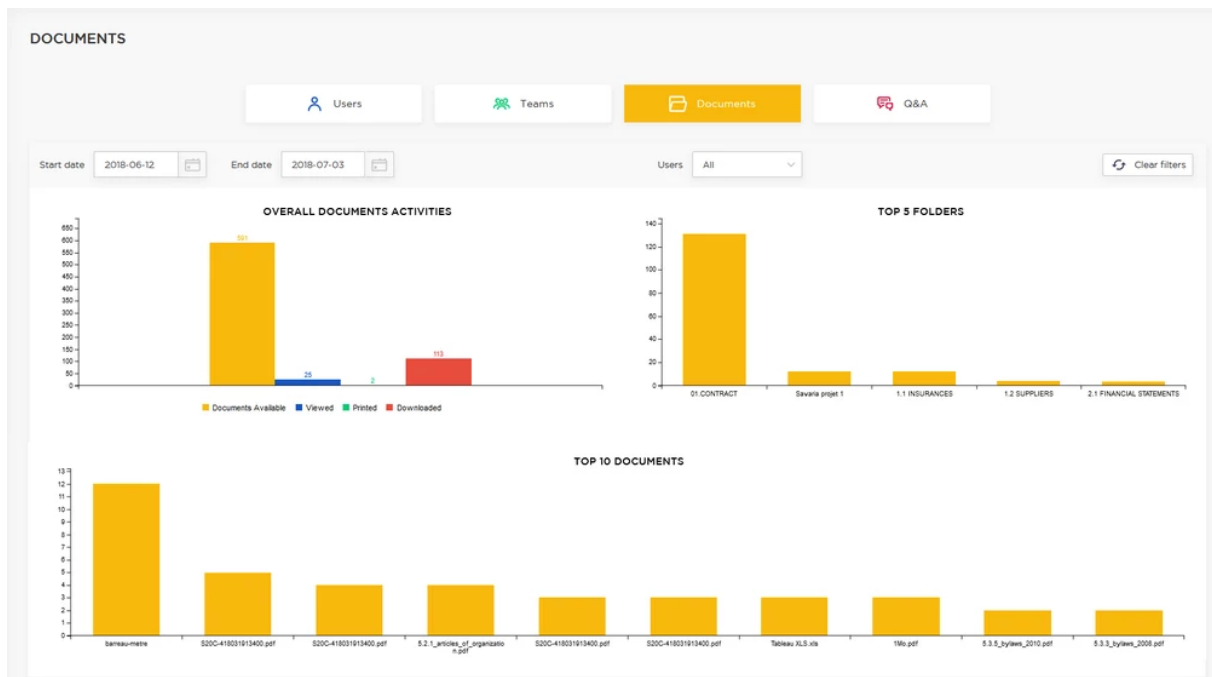 DOCUMENTS
Users
Teams
Documents
Q&A
Start date
2018-06-12
End date
2018-07-03
Users
All
Clear filters
OVERALL DOCUMENTS ACTIVITIES
650
600
550
500
450
400
350
300
250
200
150
100
50
0
591
25
2
113
Documents Available
Viewed
Printed
Downloaded
TOP 5 FOLDERS
140
120
100
80
60
40
20
0
01.CONTRACT
Savaria projet 1
1.1 INSURANCES
1.2 SUPPLIERS
2.1 FINANCIAL STATEMENTS
TOP 10 DOCUMENTS
13
12
11
10
9
8
7
6
5
4
3
2
1
0
barreau-metre
S20C-418031913400.pdf
S20C-418031913400.pdf
5.2.1_articles_of_organizatio
n.pdf
S20C-418031913400.pdf
S20C-418031913400.pdf
Tableau XLS.xls
1Mo.pdf
5.3.5_bylaws_2010.pdf
5.3.3_bylaws_2008.pdf